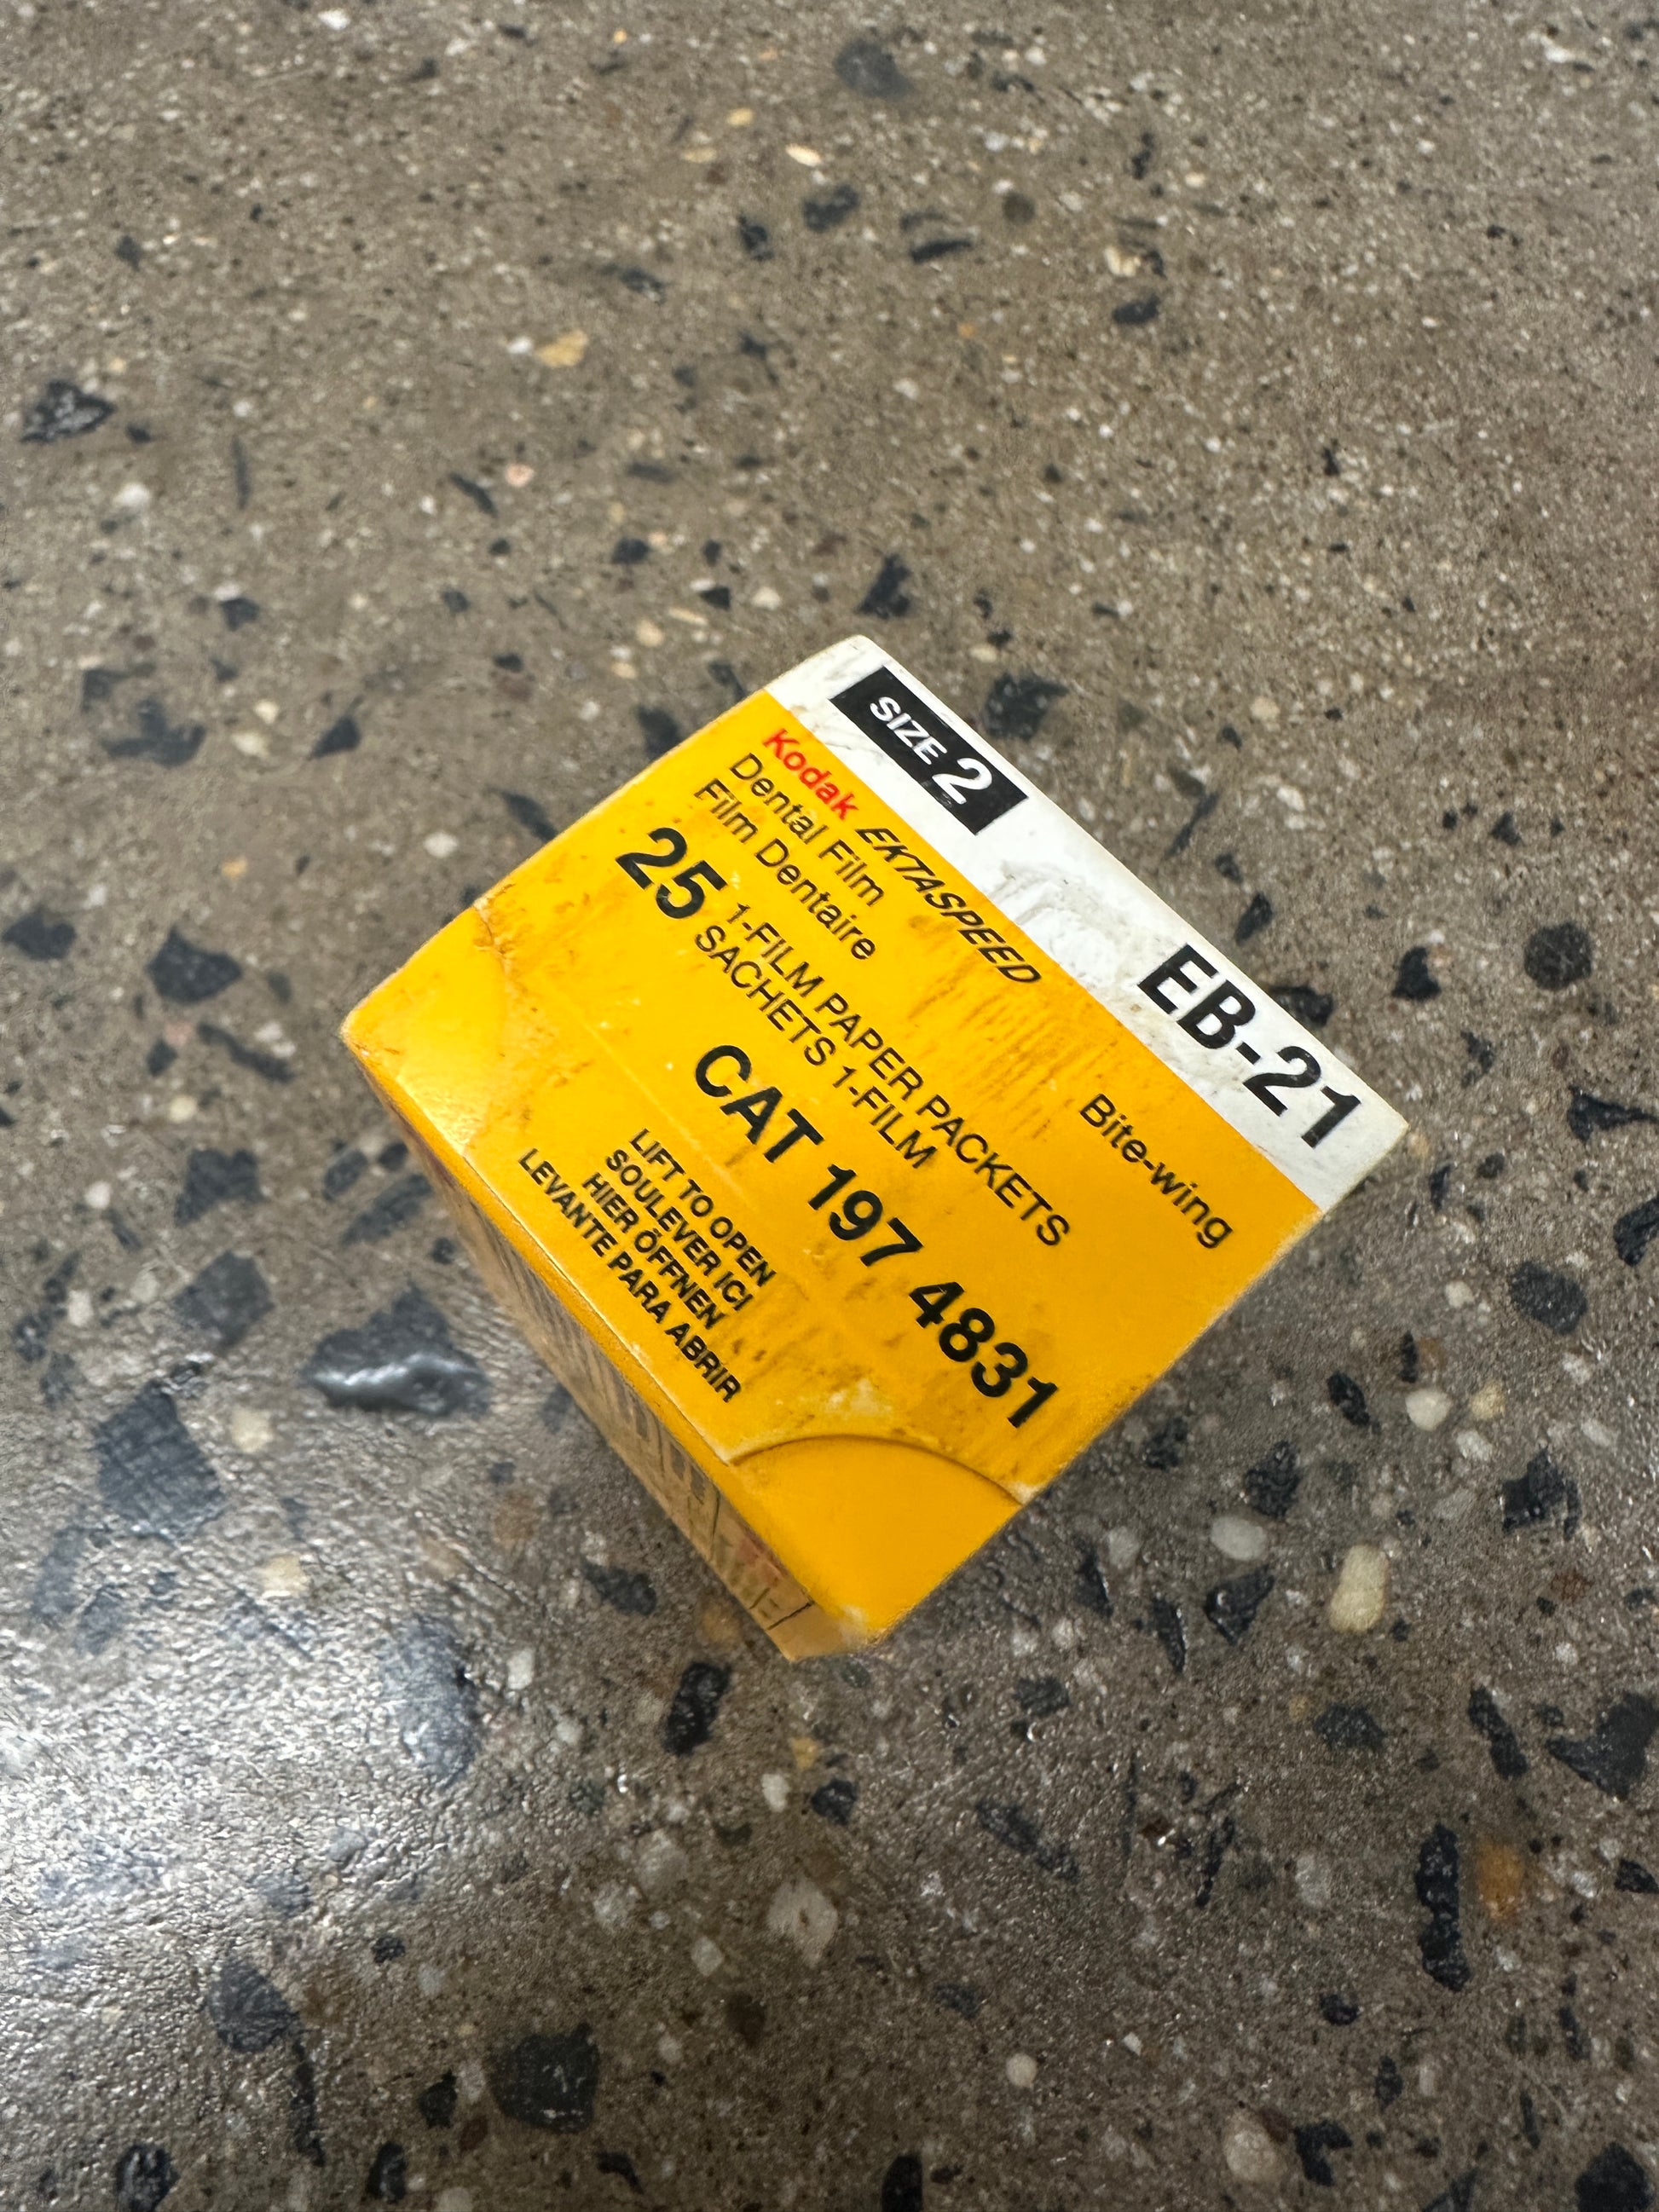 SIZE 2 EB-21
Kodak EKTASPEED Bite-wing
Dental Film
Film Dentaire
25 1-FILM PAPER PACKETS
SACHETS 1-FILM
CAT 197 4831
LIFT TO OPEN
SOULEVER ICI
HIER ÖFFNEN
LEVANTE PARA ABRIR